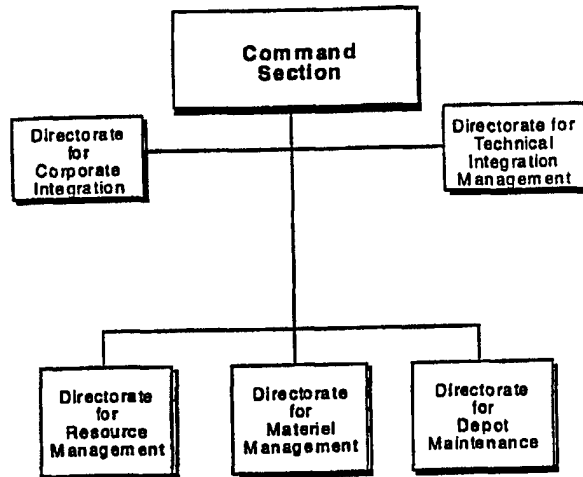 Command
Section
Directorate
for
Corporate
Integration
Directorate for
Technical
Integration
Management
Directorate
for
Resource
Management
Directorate
for
Materiel
Management
Directorate
for
Depot
Maintenance